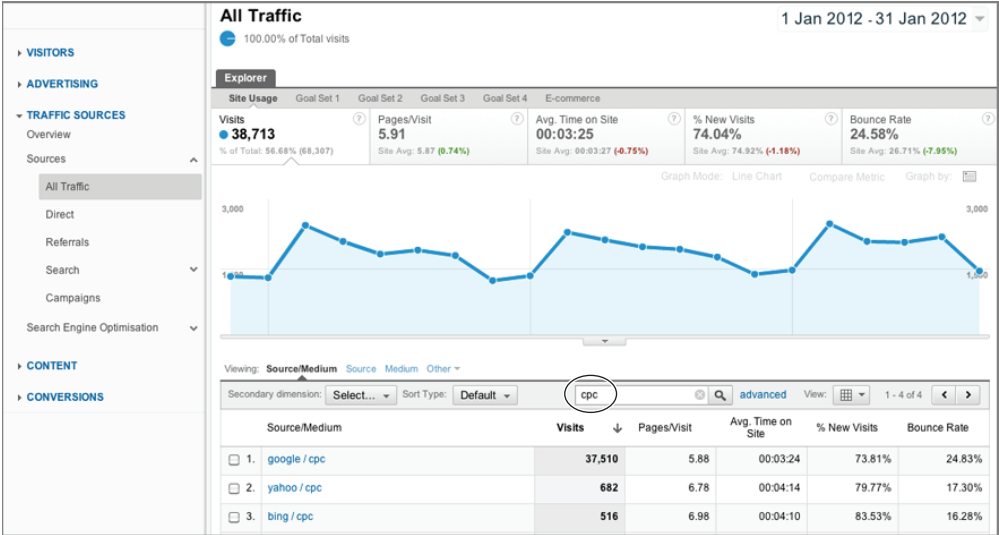 All Traffic
1 Jan 2012 - 31 Jan 2012
100.00% of Total visits
VISITORS
ADVERTISING
TRAFFIC SOURCES
Overview
Sources
All Traffic
Direct
Referrals
Search
Campaigns
Search Engine Optimisation
CONTENT
CONVERSIONS
Explorer
Site Usage Goal Set 1 Goal Set 2 Goal Set 3 Goal Set 4 E-commerce
Visits ? Pages/Visit ? Avg. Time on Site ? % New Visits ? Bounce Rate ?
38,713 5.91 00:03:25 74.04% 24.58%
% of Total: 56.68% (68,307) Site Avg: 5.87 (0.74%) Site Avg: 00:03:27 (-0.75%) Site Avg: 74.92% (-1.18%) Site Avg: 26.71% (-7.95%)
Graph Mode: Line Chart Compare Metric Graph by:
3,000 3,000
1,500 1,500
Viewing: Source/Medium Source Medium Other
Secondary dimension: Select... Sort Type: Default cpc advanced View: 1 - 4 of 4
Source/Medium Visits Pages/Visit Avg. Time on Site % New Visits Bounce Rate
1. google / cpc 37,510 5.88 00:03:24 73.81% 24.83%
2. yahoo / cpc 682 6.78 00:04:14 79.77% 17.30%
3. bing / cpc 516 6.98 00:04:10 83.53% 16.28%